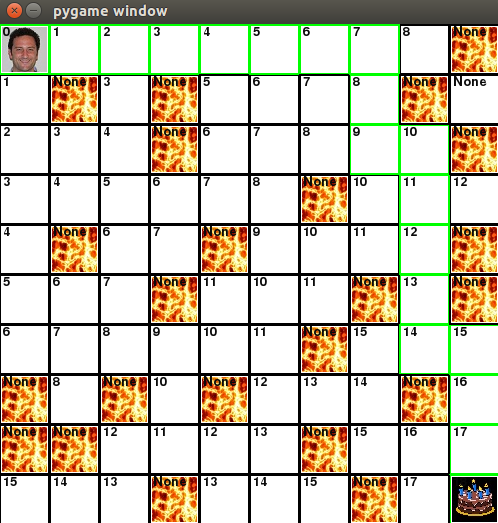 pygame window
0 1 2 3 4 5 6 7 8 None
1 None 3 None 5 6 7 8 None None
2 3 4 None 6 7 8 9 10 None
3 4 5 6 7 8 None 10 11 12
4 None 6 7 None 9 10 11 12 None
5 6 7 None 11 10 11 None 13 None
6 7 8 9 10 11 None 15 14 15
None 8 None 10 None 12 13 14 None 16
None None 12 11 12 13 None 15 16 17
15 14 13 None 13 14 15 None 17